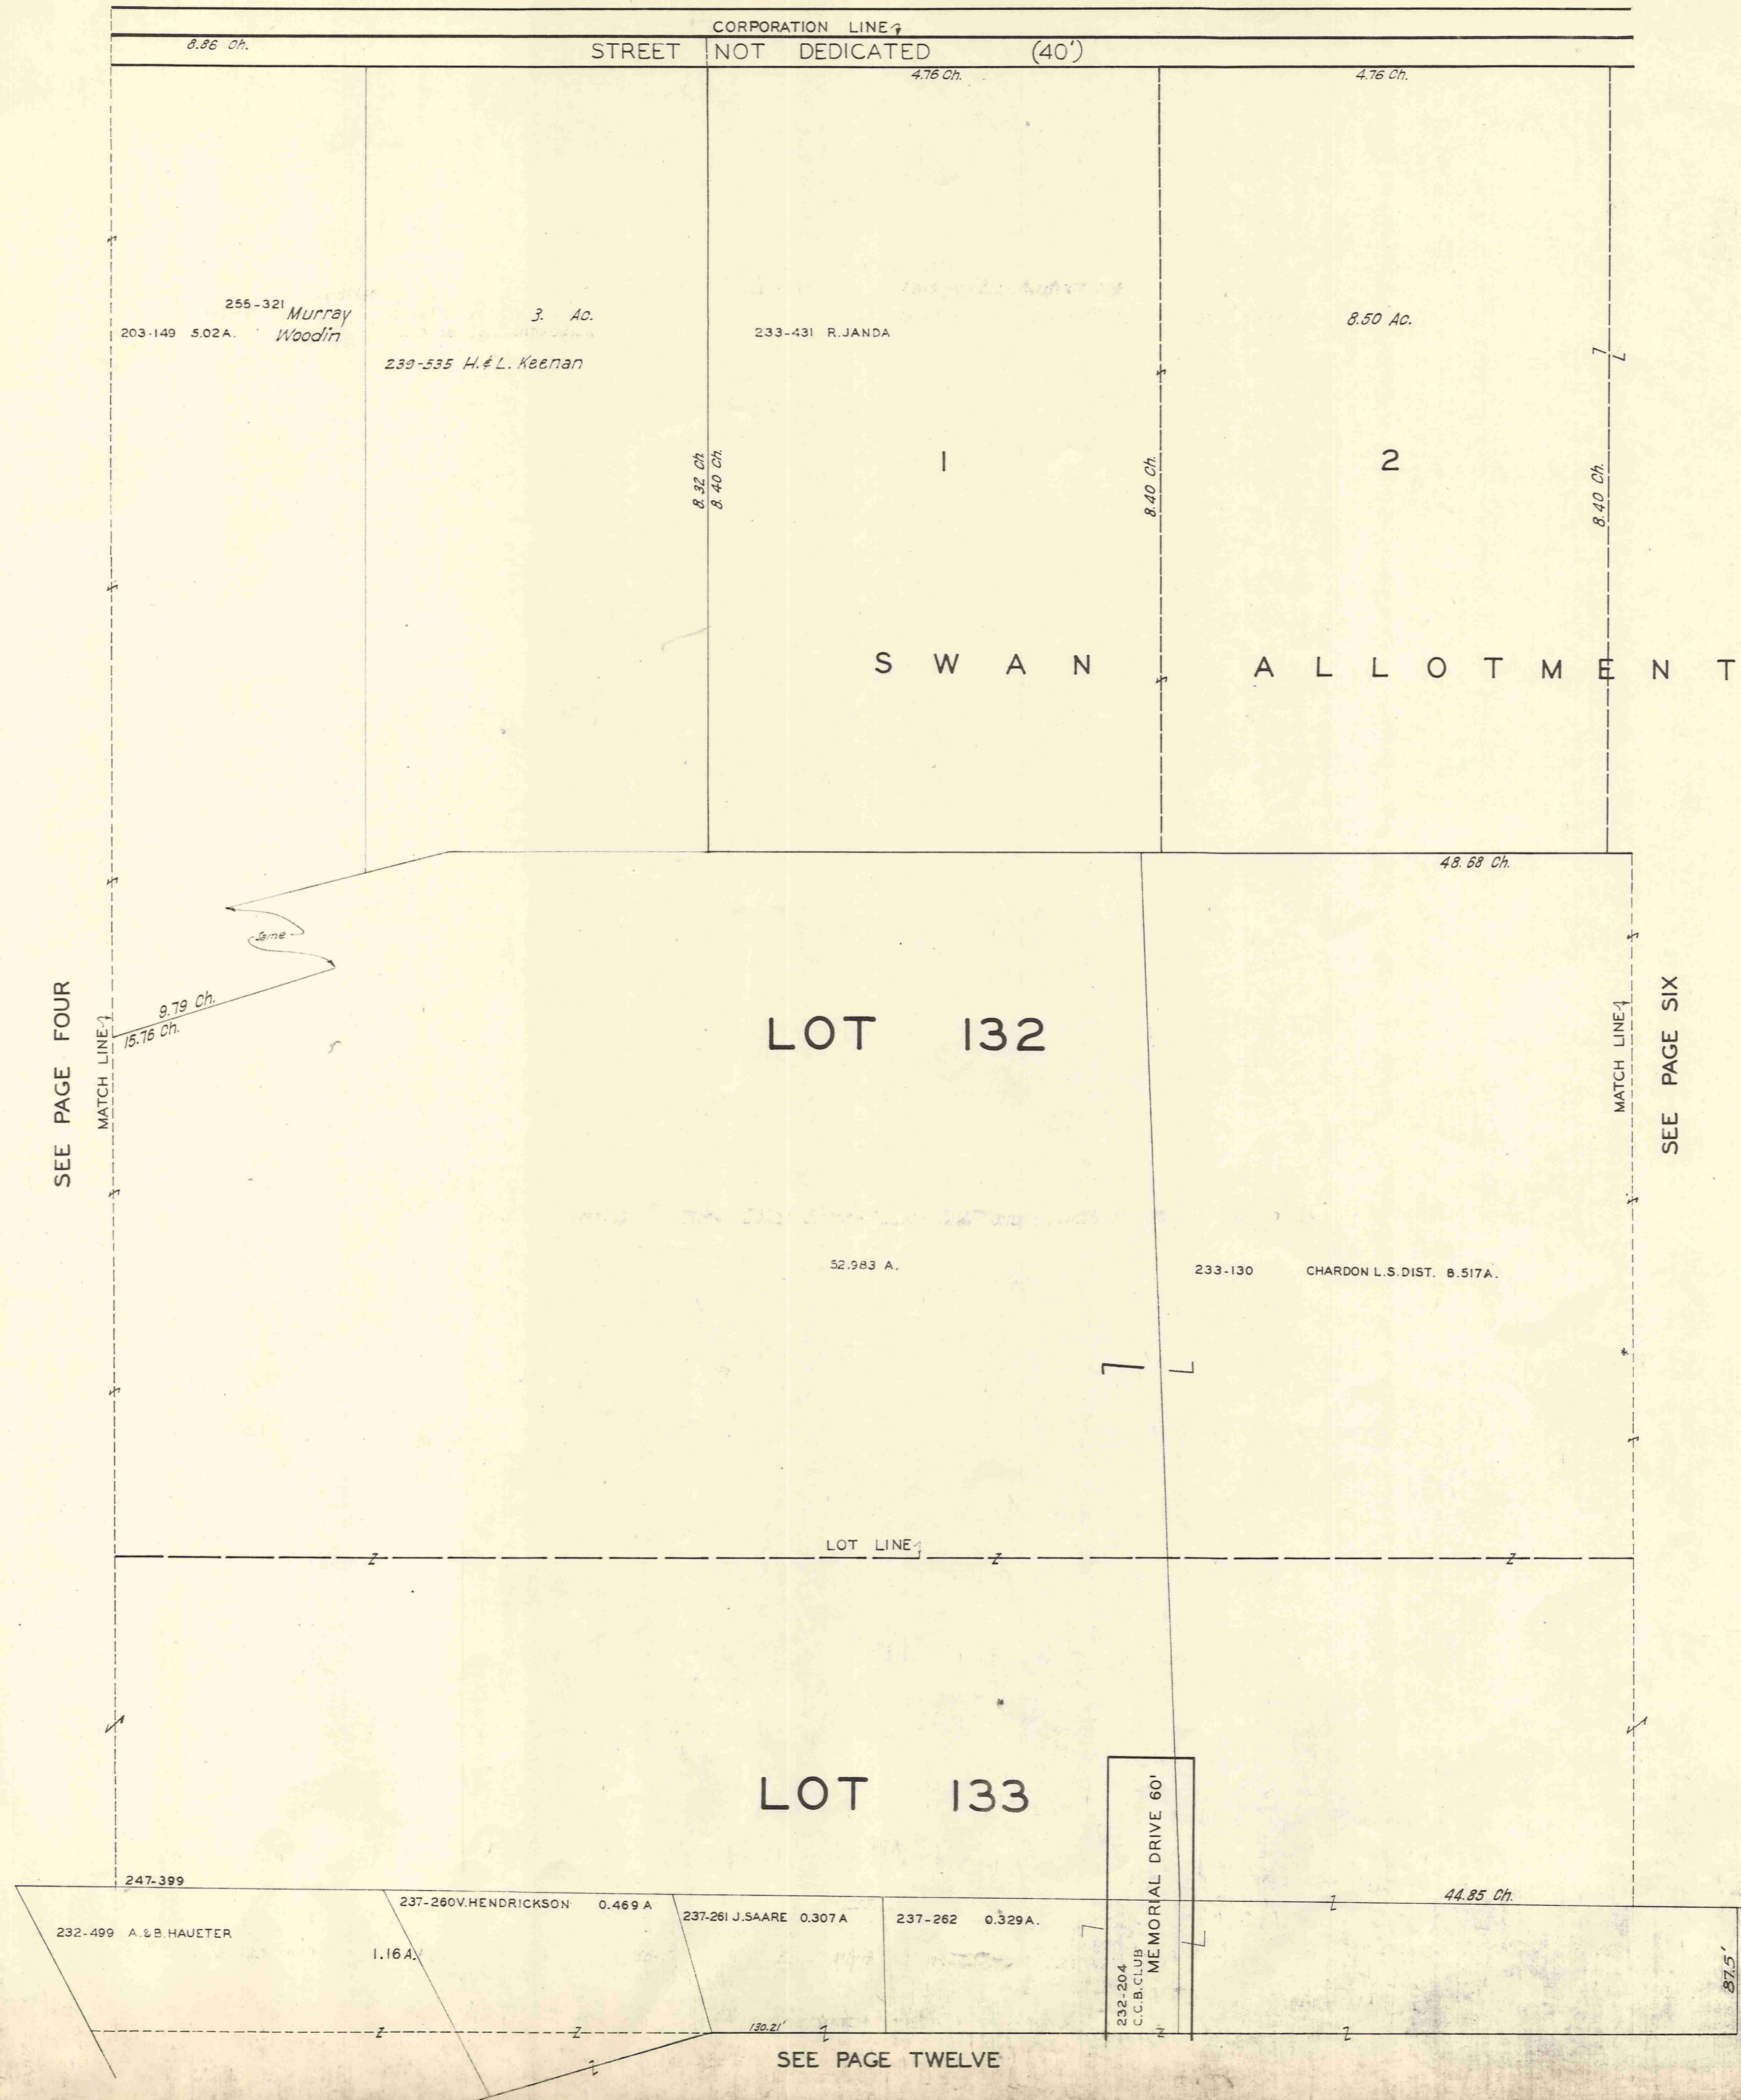 CORPORATION LINE
8.86 Ch.
STREET NOT DEDICATED (40')
4.76 Ch.
4.76 Ch.
255-321 Murray
203-149 5.02A. Woodin
3. Ac.
239-535 H. & L. Keenan
233-431 R. JANDA
8.50 Ac.
1
2
8.32 Ch
8.40 Ch.
8.40 Ch.
8.40 Ch.
SWAN ALLOTMENT
48.68 Ch.
Same
9.79 Ch.
15.76 Ch.
SEE PAGE FOUR
MATCH LINE
LOT 132
MATCH LINE
SEE PAGE SIX
52.983 A.
233-130 CHARDON L.S. DIST. 8.517A.
LOT LINE
LOT 133
MEMORIAL DRIVE 60'
232-204
C.C.B. CLUB
247-399
237-260 V. HENDRICKSON 0.469 A
237-261 J. SAARE 0.307 A
237-262 0.329 A.
44.85 Ch.
232-499 A. & B. HAUETER
1.16 A.
87.5'
130.21'
SEE PAGE TWELVE